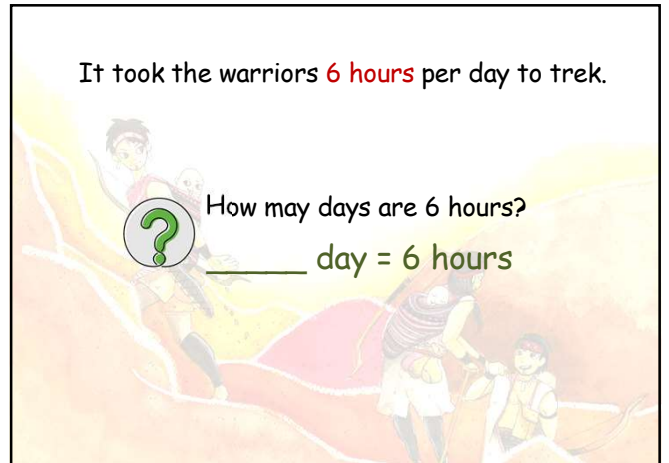 It took the warriors 6 hours per day to trek.
How may days are 6 hours?
______ day = 6 hours